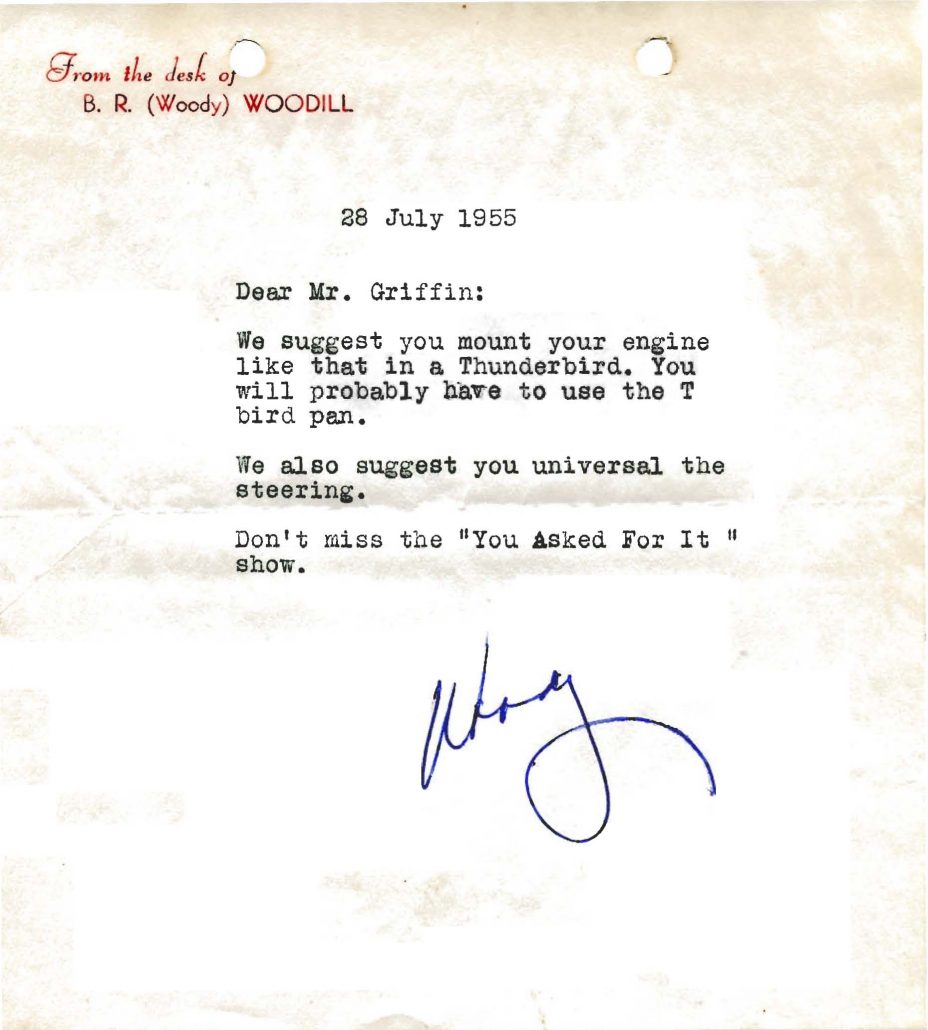 From the desk of
B. R. (Woody) WOODILL
28 July 1955
Dear Mr. Griffin:
We suggest you mount your engine
like that in a Thunderbird. You
will probably have to use the T
bird pan.
We also suggest you universal the
steering.
Don't miss the "You Asked For It "
show.
Woody